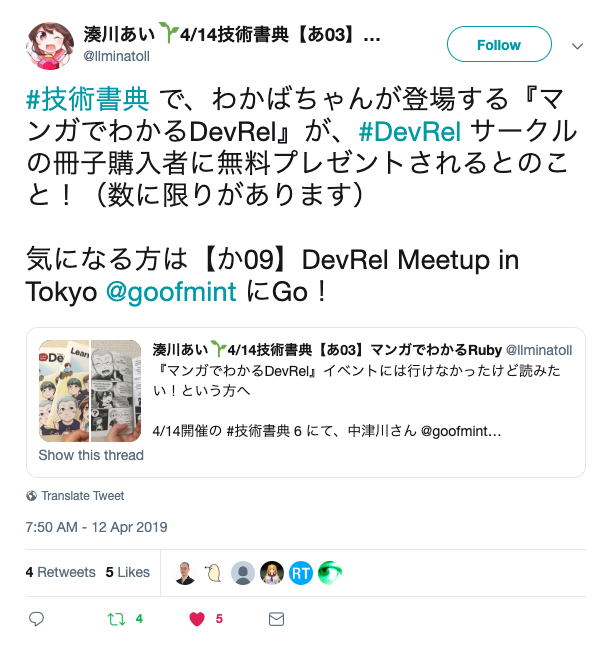 湊川あい🌱4/14技術書典【あ03】…
@llminatoll
Follow
#技術書典 で、わかばちゃんが登場する『マ
ンガでわかるDevRel』が、#DevRel サークル
の冊子購入者に無料プレゼントされるとのこ
と！（数に限りがあります）
気になる方は【か09】DevRel Meetup in
Tokyo @goofmint にGo！
湊川あい🌱4/14技術書典【あ03】マンガでわかるRuby @llminatoll
『マンガでわかるDevRel』イベントには行けなかったけど読みた
い！という方へ
4/14開催の #技術書典 6 にて、中津川さん @goofmint…
Show this thread
Translate Tweet
7:50 AM - 12 Apr 2019
4 Retweets 5 Likes
RT
4 5